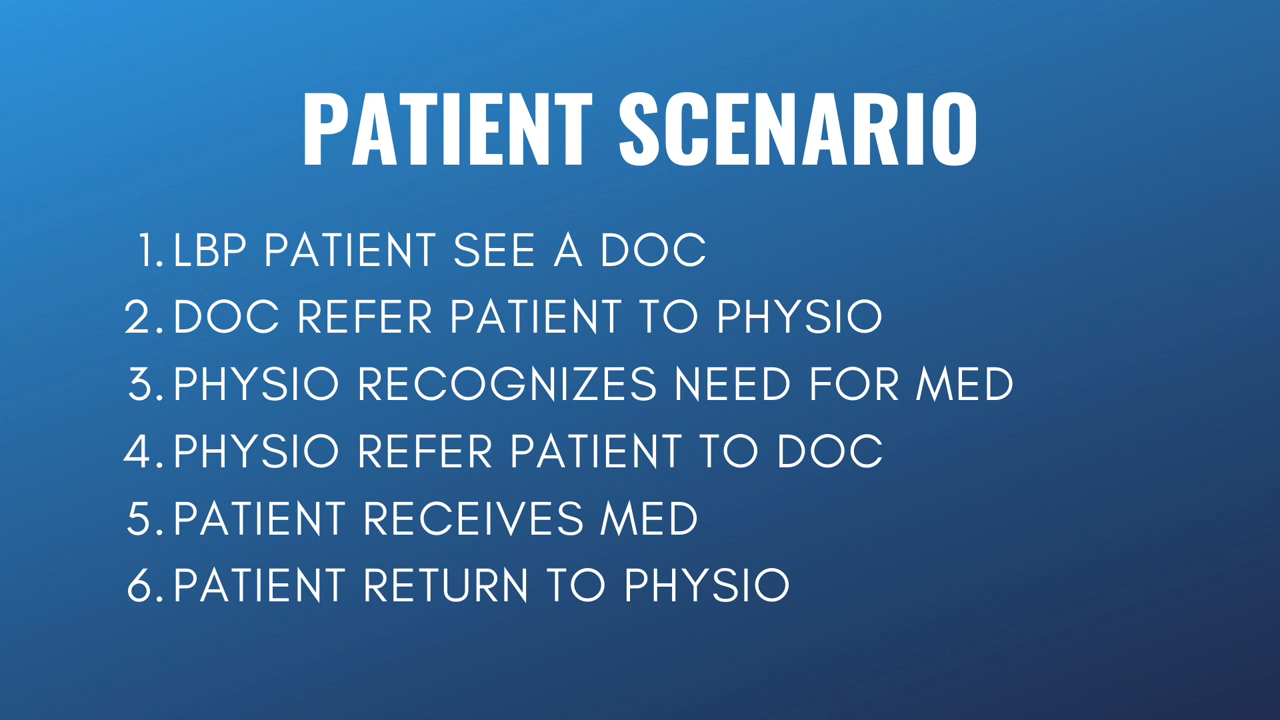 PATIENT SCENARIO
1. LBP PATIENT SEE A DOC
2. DOC REFER PATIENT TO PHYSIO
3. PHYSIO RECOGNIZES NEED FOR MED
4. PHYSIO REFER PATIENT TO DOC
5. PATIENT RECEIVES MED
6. PATIENT RETURN TO PHYSIO